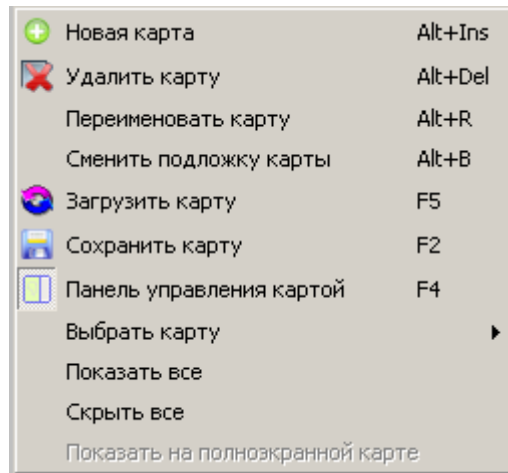 Новая карта Alt+Ins
Удалить карту Alt+Del
Переименовать карту Alt+R
Сменить подложку карты Alt+B
Загрузить карту F5
Сохранить карту F2
Панель управления картой F4
Выбрать карту
Показать все
Скрыть все
Показать на полноэкранной карте